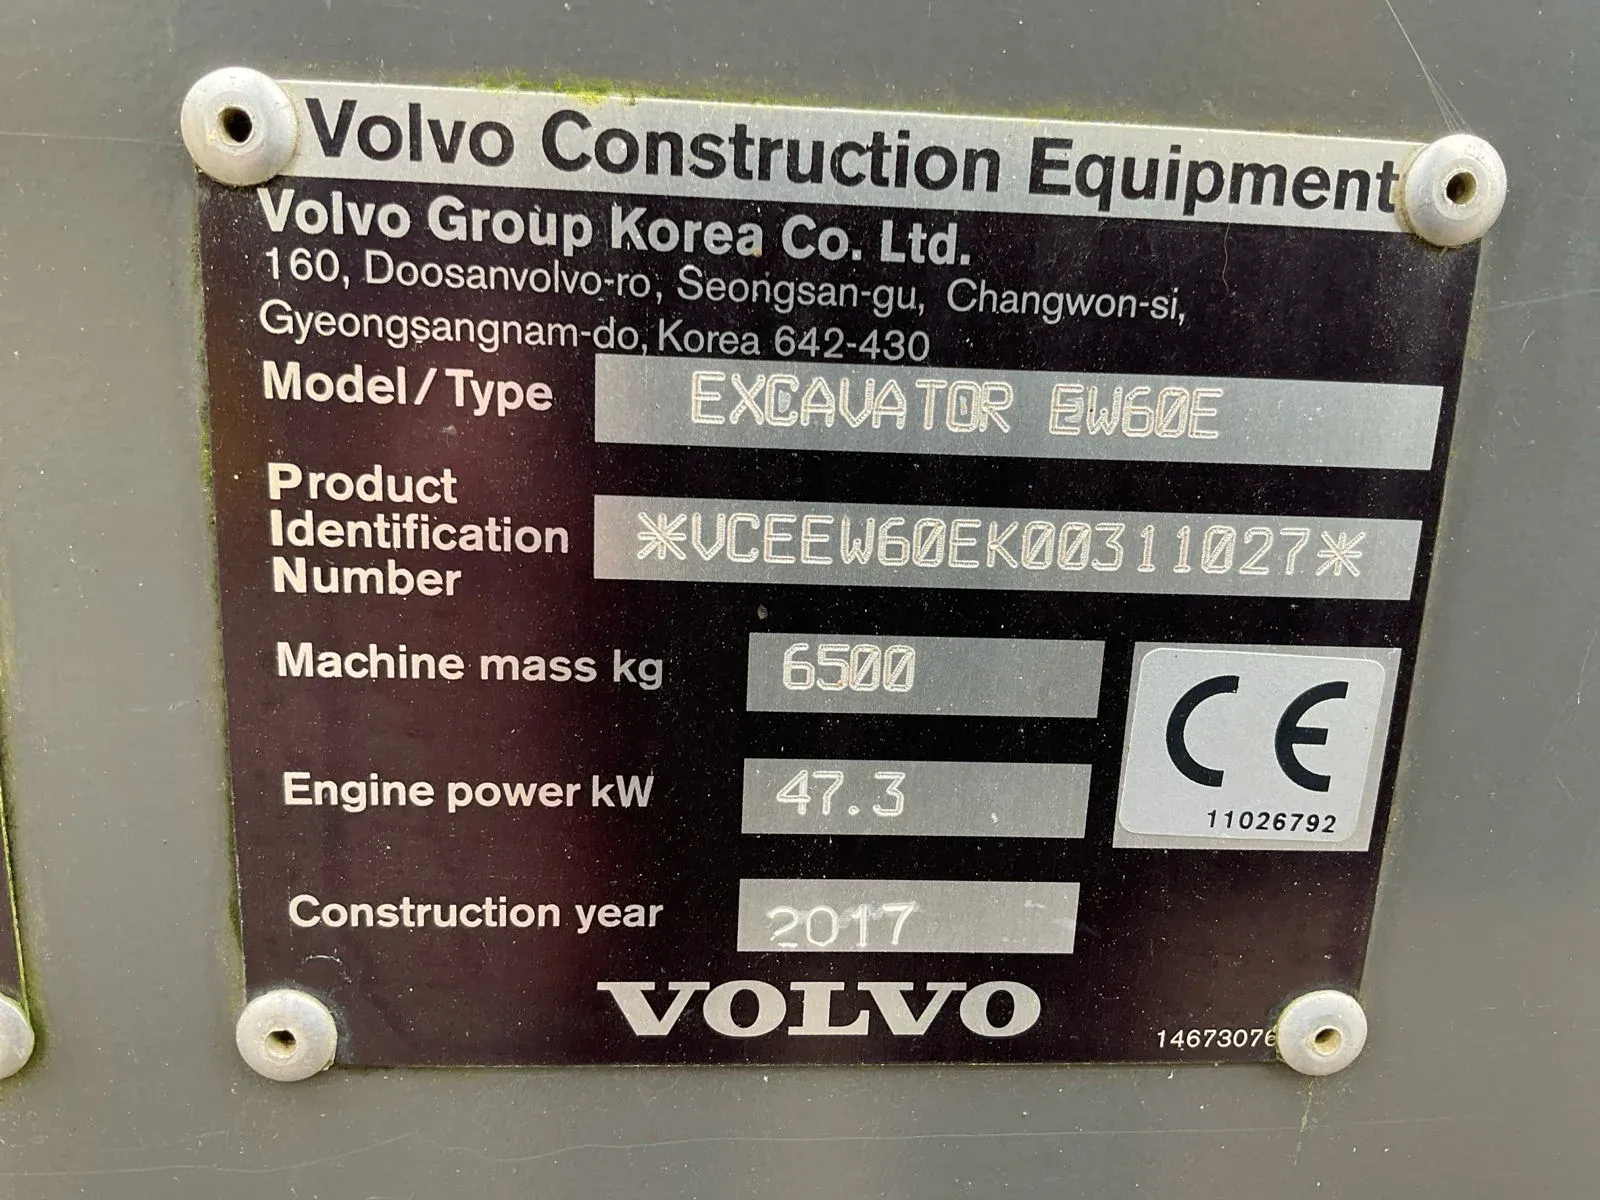 Volvo Construction Equipment
Volvo Group Korea Co. Ltd.
160, Doosanvolvo-ro, Seongsan-gu, Changwon-si,
Gyeongsangnam-do, Korea 642-430
Model/Type EXCAVATOR EW60E
Product
Identification
Number
*VCEEW60EK00311027*
Machine mass kg 6500
Engine power kW 47.3
CE
11026792
Construction year 2017
VOLVO
14673076